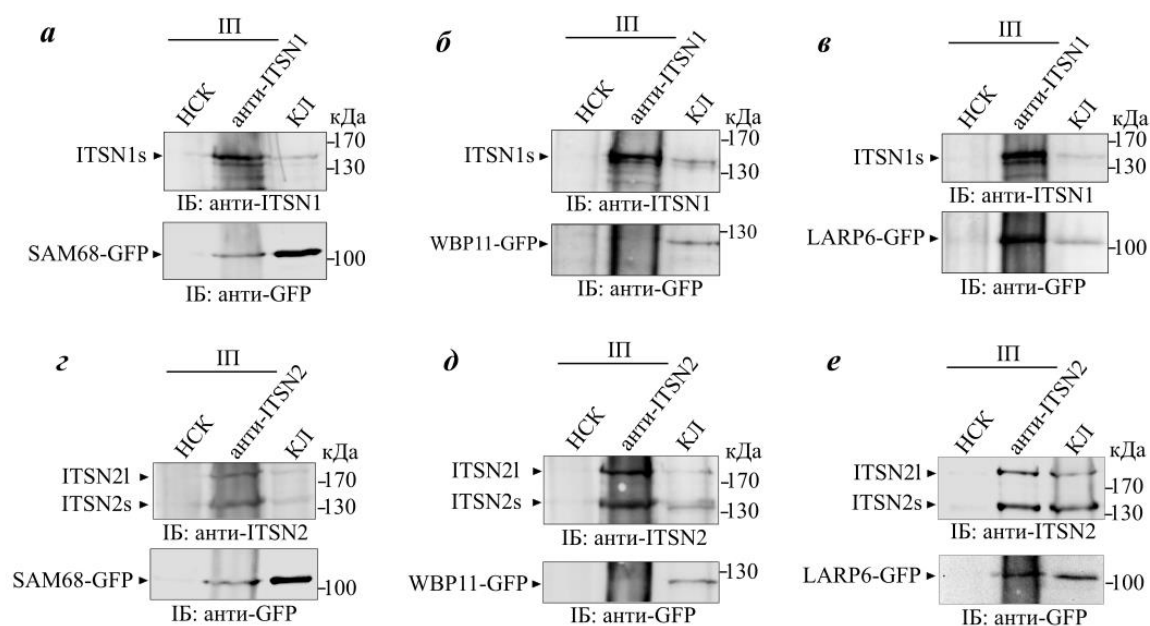 а
ІП
НСК
анти-ITSN1
КЛ
кДа
ITSN1s
170
130
ІБ: анти-ITSN1
SAM68-GFP
100
ІБ: анти-GFP
б
ІП
НСК
анти-ITSN1
КЛ
кДа
ITSN1s
170
130
ІБ: анти-ITSN1
WBP11-GFP
130
ІБ: анти-GFP
в
ІП
НСК
анти-ITSN1
КЛ
кДа
ITSN1s
170
130
ІБ: анти-ITSN1
LARP6-GFP
100
ІБ: анти-GFP
г
ІП
НСК
анти-ITSN2
КЛ
кДа
ITSN2l
ITSN2s
170
130
ІБ: анти-ITSN2
SAM68-GFP
100
ІБ: анти-GFP
д
ІП
НСК
анти-ITSN2
КЛ
кДа
ITSN2l
ITSN2s
170
130
ІБ: анти-ITSN2
WBP11-GFP
130
ІБ: анти-GFP
е
ІП
НСК
анти-ITSN2
КЛ
кДа
ITSN2l
ITSN2s
170
130
ІБ: анти-ITSN2
LARP6-GFP
100
ІБ: анти-GFP